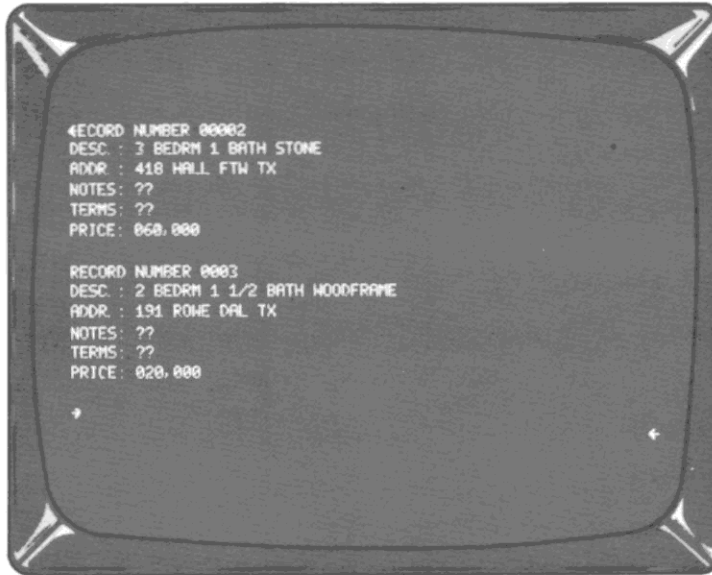 ECORD NUMBER 00002
DESC. : 3 BEDRM 1 BATH STONE
ADDR. : 418 HALL FTW TX
NOTES: ??
TERMS: ??
PRICE: 060,000
RECORD NUMBER 0003
DESC. : 2 BEDRM 1 1/2 BATH WOODFRAME
ADDR. : 191 ROWE DAL TX
NOTES: ??
TERMS: ??
PRICE: 020,000